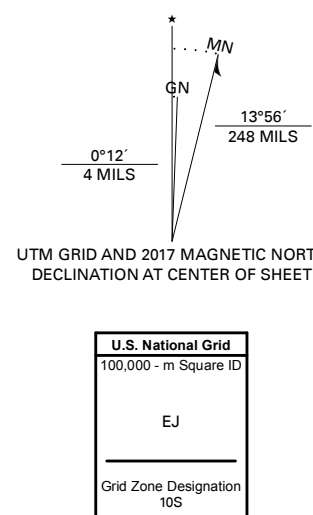 ★
MN
GN
13°56´
248 MILS
0°12´
4 MILS
UTM GRID AND 2017 MAGNETIC NORT
DECLINATION AT CENTER OF SHEET
U.S. National Grid
100,000 - m Square ID
EJ
Grid Zone Designation
10S